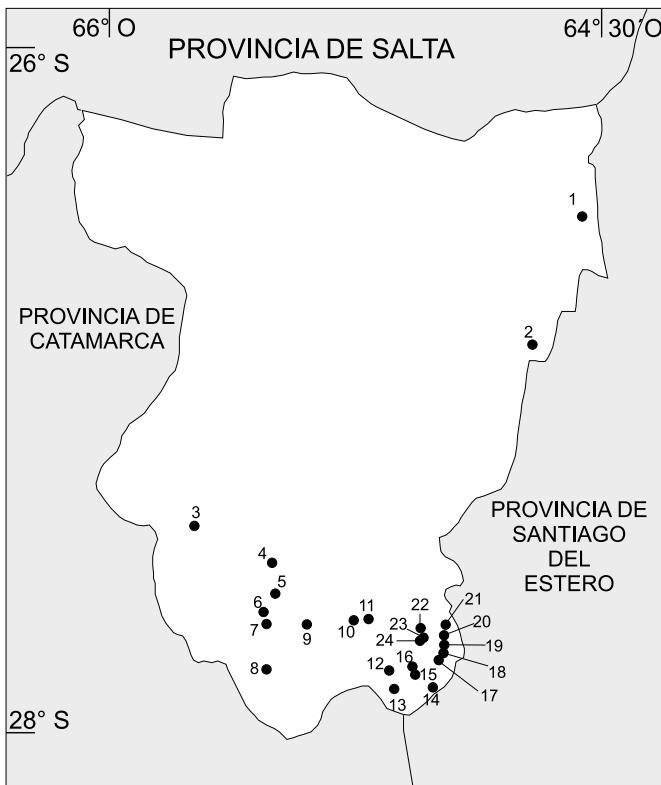 66° O
64° 30' O
26° S
PROVINCIA DE SALTA
1
PROVINCIA DE
CATAMARCA
2
3
PROVINCIA DE
SANTIAGO
DEL
ESTERO
4
5
6
7
8
9
10
11
22
21
23
20
24
19
12
16
15
18
13
14
17
28° S